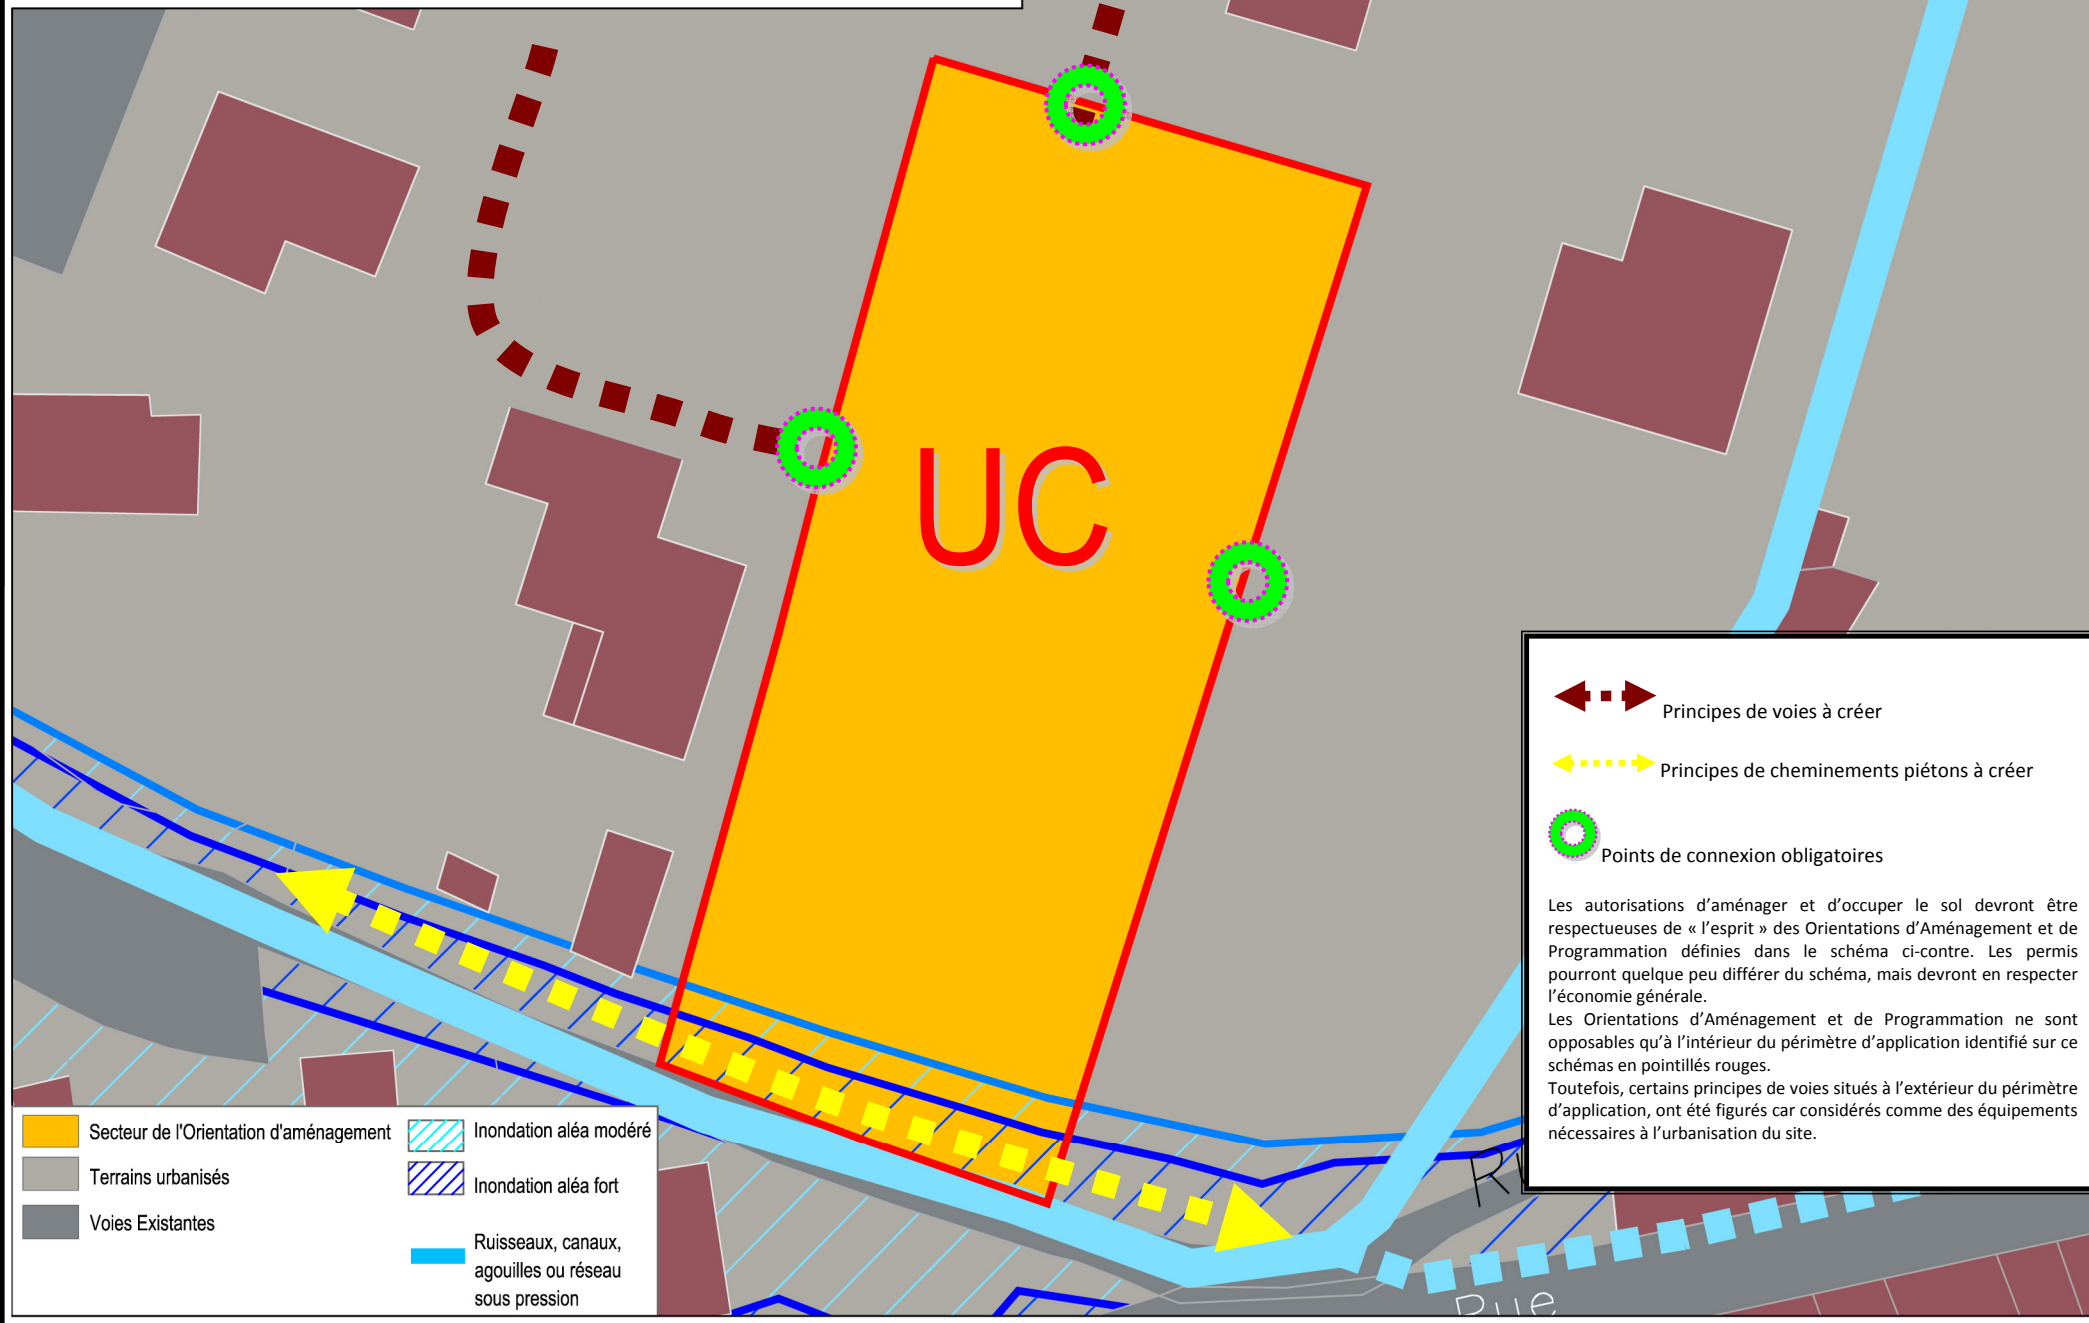 UC
Principes de voies à créer
Principes de cheminements piétons à créer
Points de connexion obligatoires
Les autorisations d'aménager et d'occuper le sol devront être
respectueuses de « l'esprit » des Orientations d'Aménagement et de
Programmation définies dans le schéma ci-contre. Les permis
pourront quelque peu différer du schéma, mais devront en respecter
l'économie générale.
Les Orientations d'Aménagement et de Programmation ne sont
opposables qu'à l'intérieur du périmètre d'application identifié sur ce
schémas en pointillés rouges.
Toutefois, certains principes de voies situés à l'extérieur du périmètre
d'application, ont été figurés car considérés comme des équipements
nécessaires à l'urbanisation du site.
Secteur de l'Orientation d'aménagement
Terrains urbanisés
Voies Existantes
Inondation aléa modéré
Inondation aléa fort
Ruisseaux, canaux,
agouilles ou réseau
sous pression
Rue